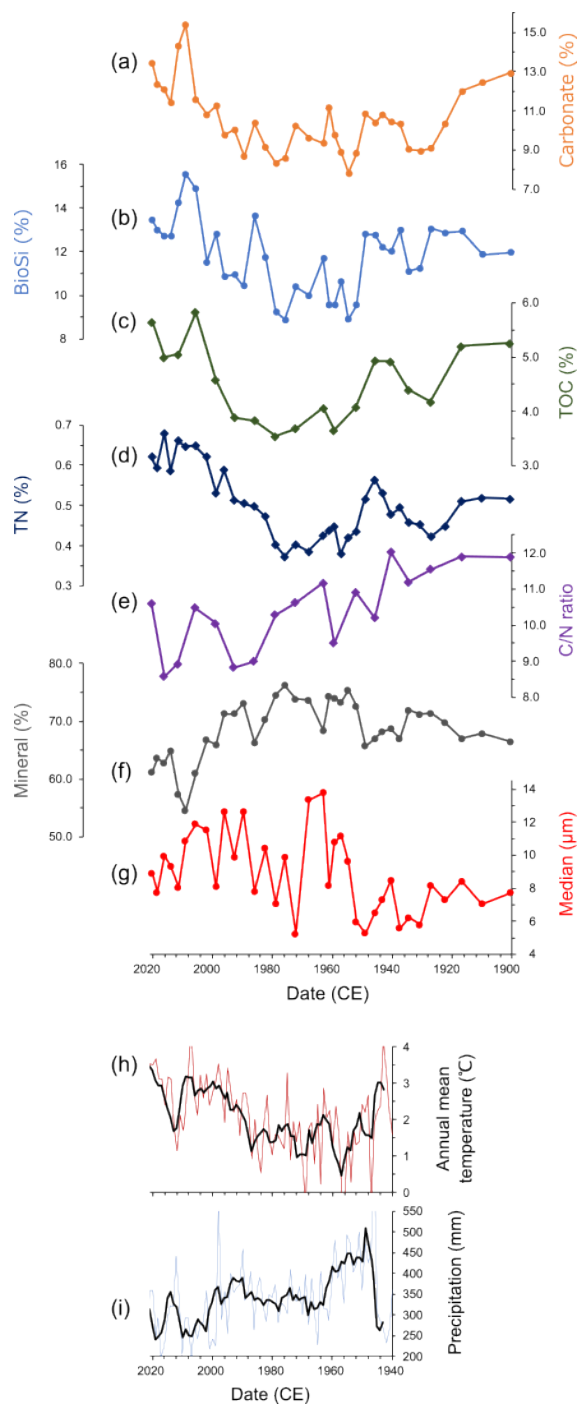 (a)
15.0
13.0
11.0
9.0
7.0
Carbonate (%)
16
14
12
10
8
BioSi (%)
(b)
(c)
6.0
5.0
4.0
3.0
TOC (%)
0.7
0.6
0.5
0.4
0.3
TN (%)
(d)
(e)
12.0
11.0
10.0
9.0
8.0
C/N ratio
80.0
70.0
60.0
50.0
Mineral (%)
(f)
(g)
14
12
10
8
6
4
Median (μm)
2020 2000 1980 1960 1940 1920 1900
Date (CE)
(h)
4
3
2
1
0
Annual mean
temperature (℃)
(i)
550
500
450
400
350
300
250
200
Precipitation (mm)
2020 2000 1980 1960 1940
Date (CE)